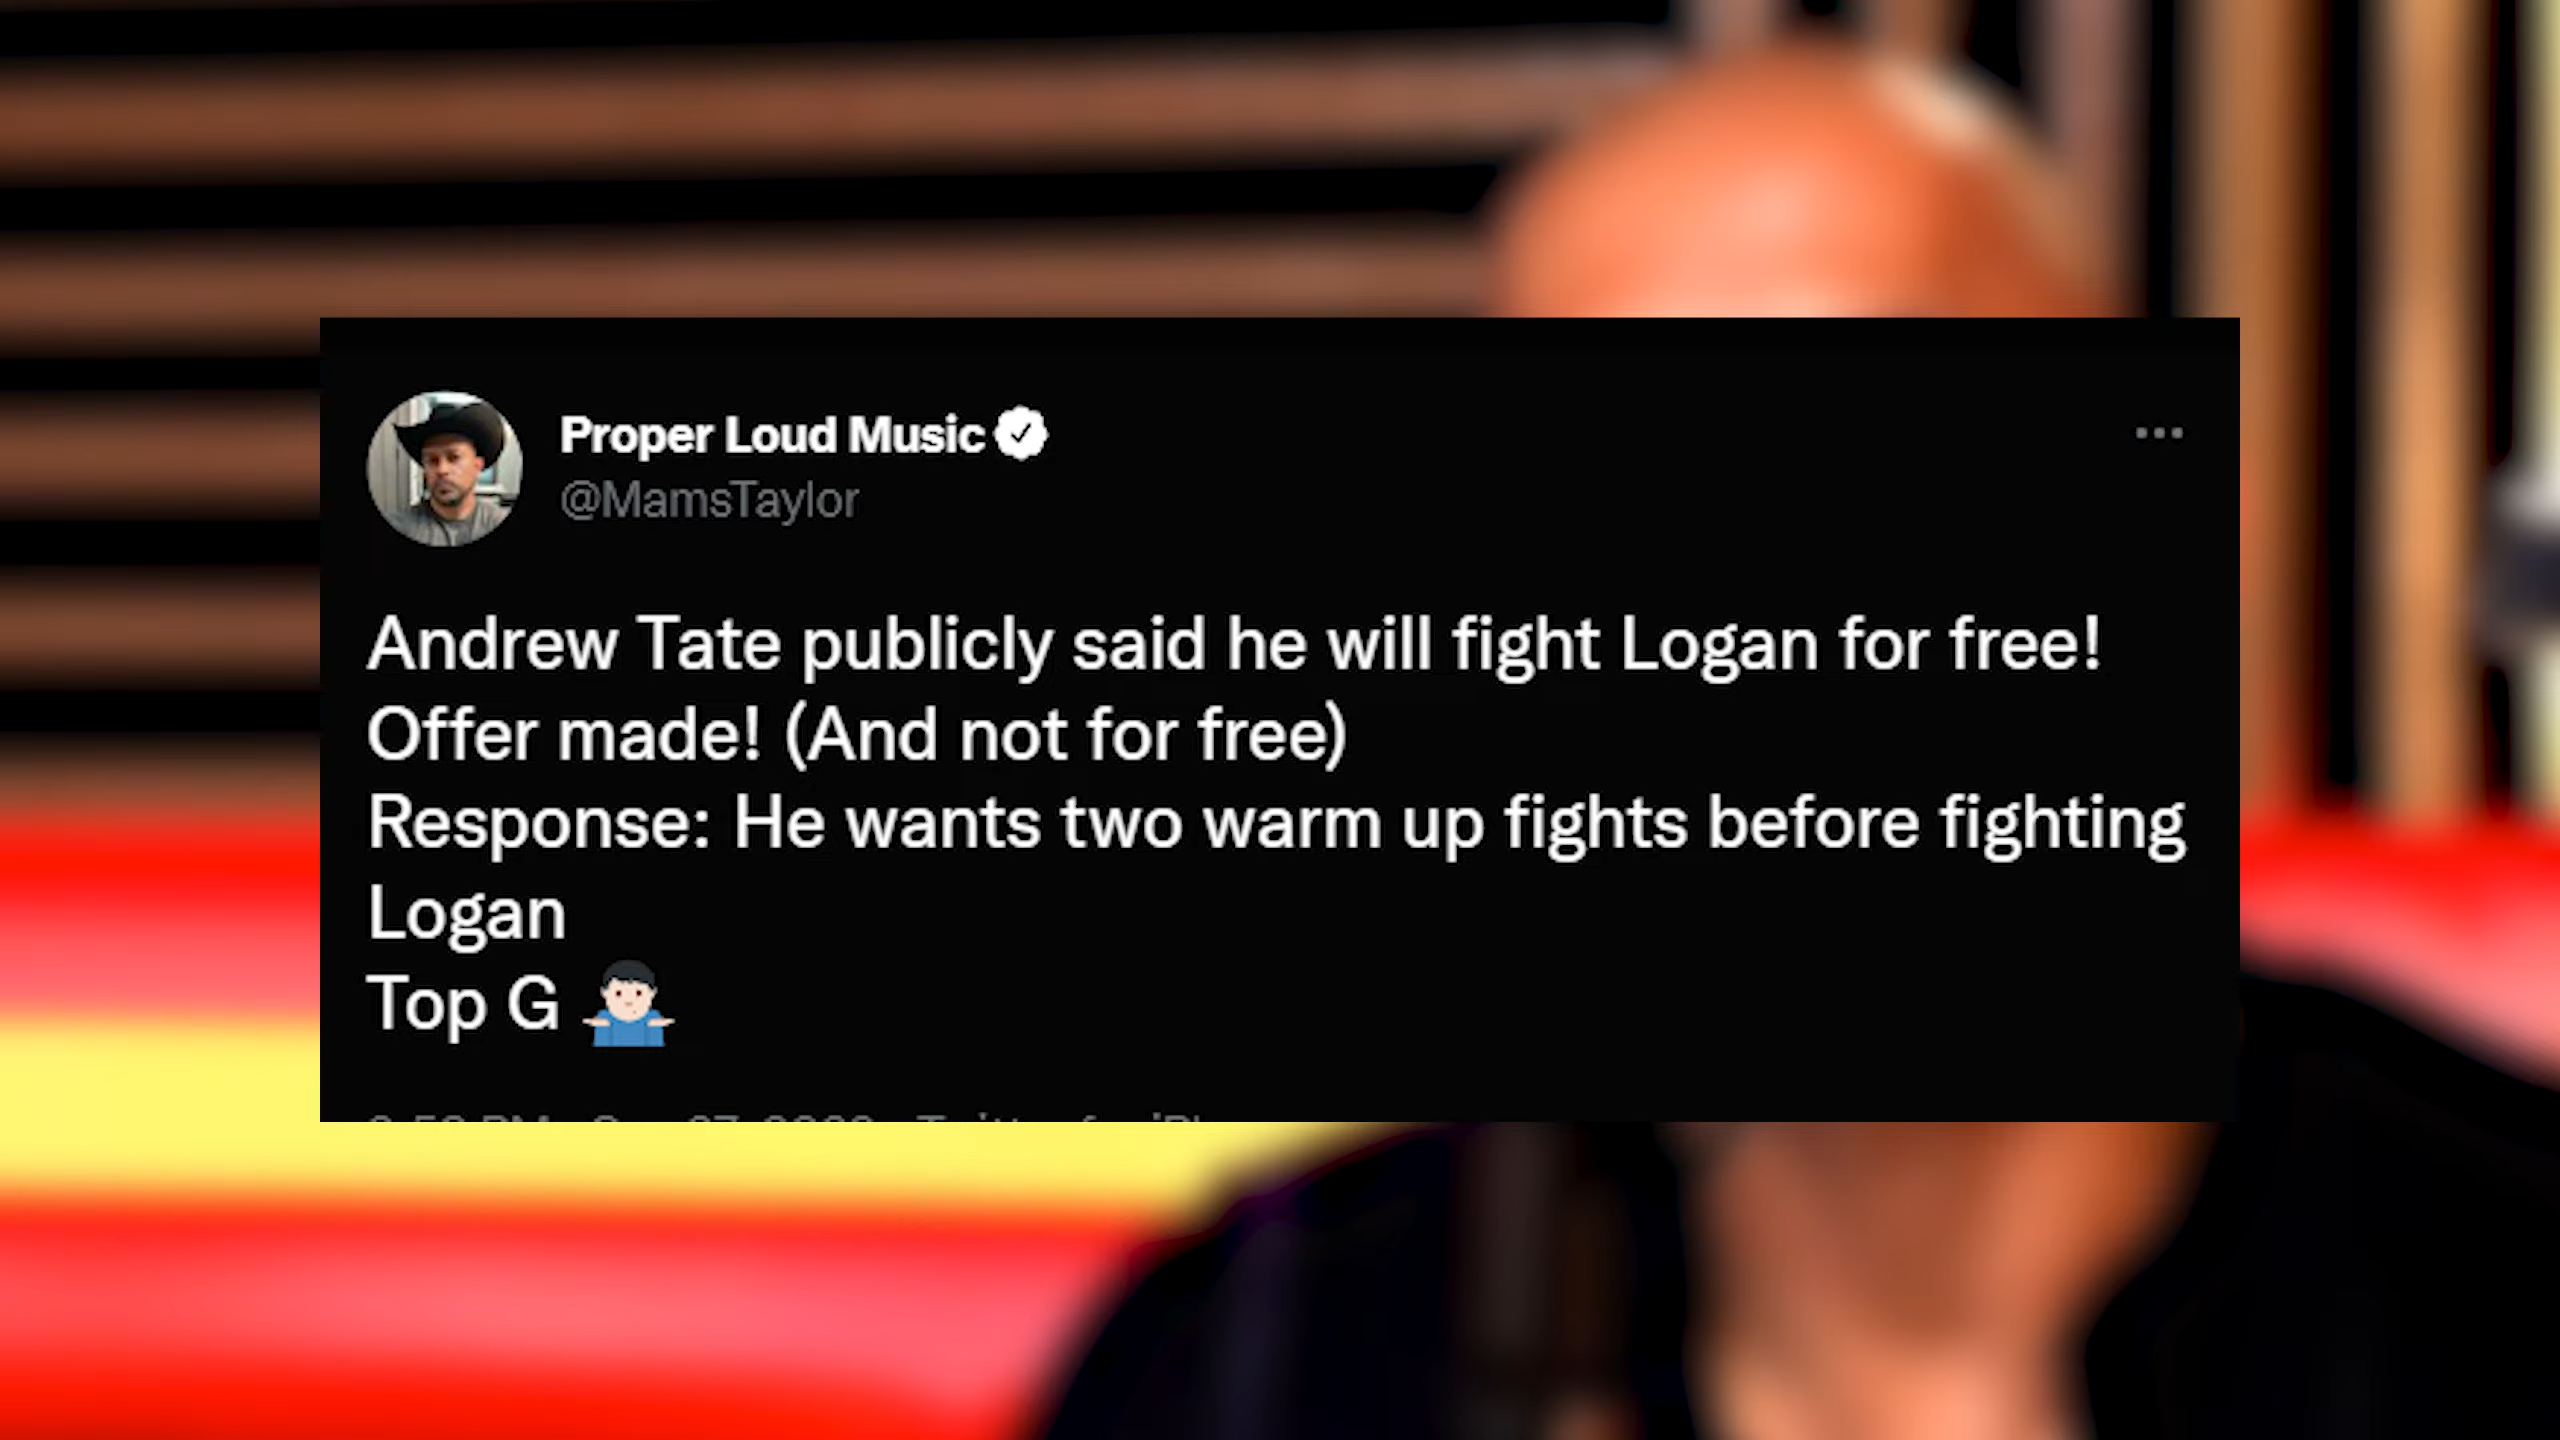 Proper Loud Music
@MamsTaylor
Andrew Tate publicly said he will fight Logan for free!
Offer made! (And not for free)
Response: He wants two warm up fights before fighting
Logan
Top G 🤷🏻‍♂️